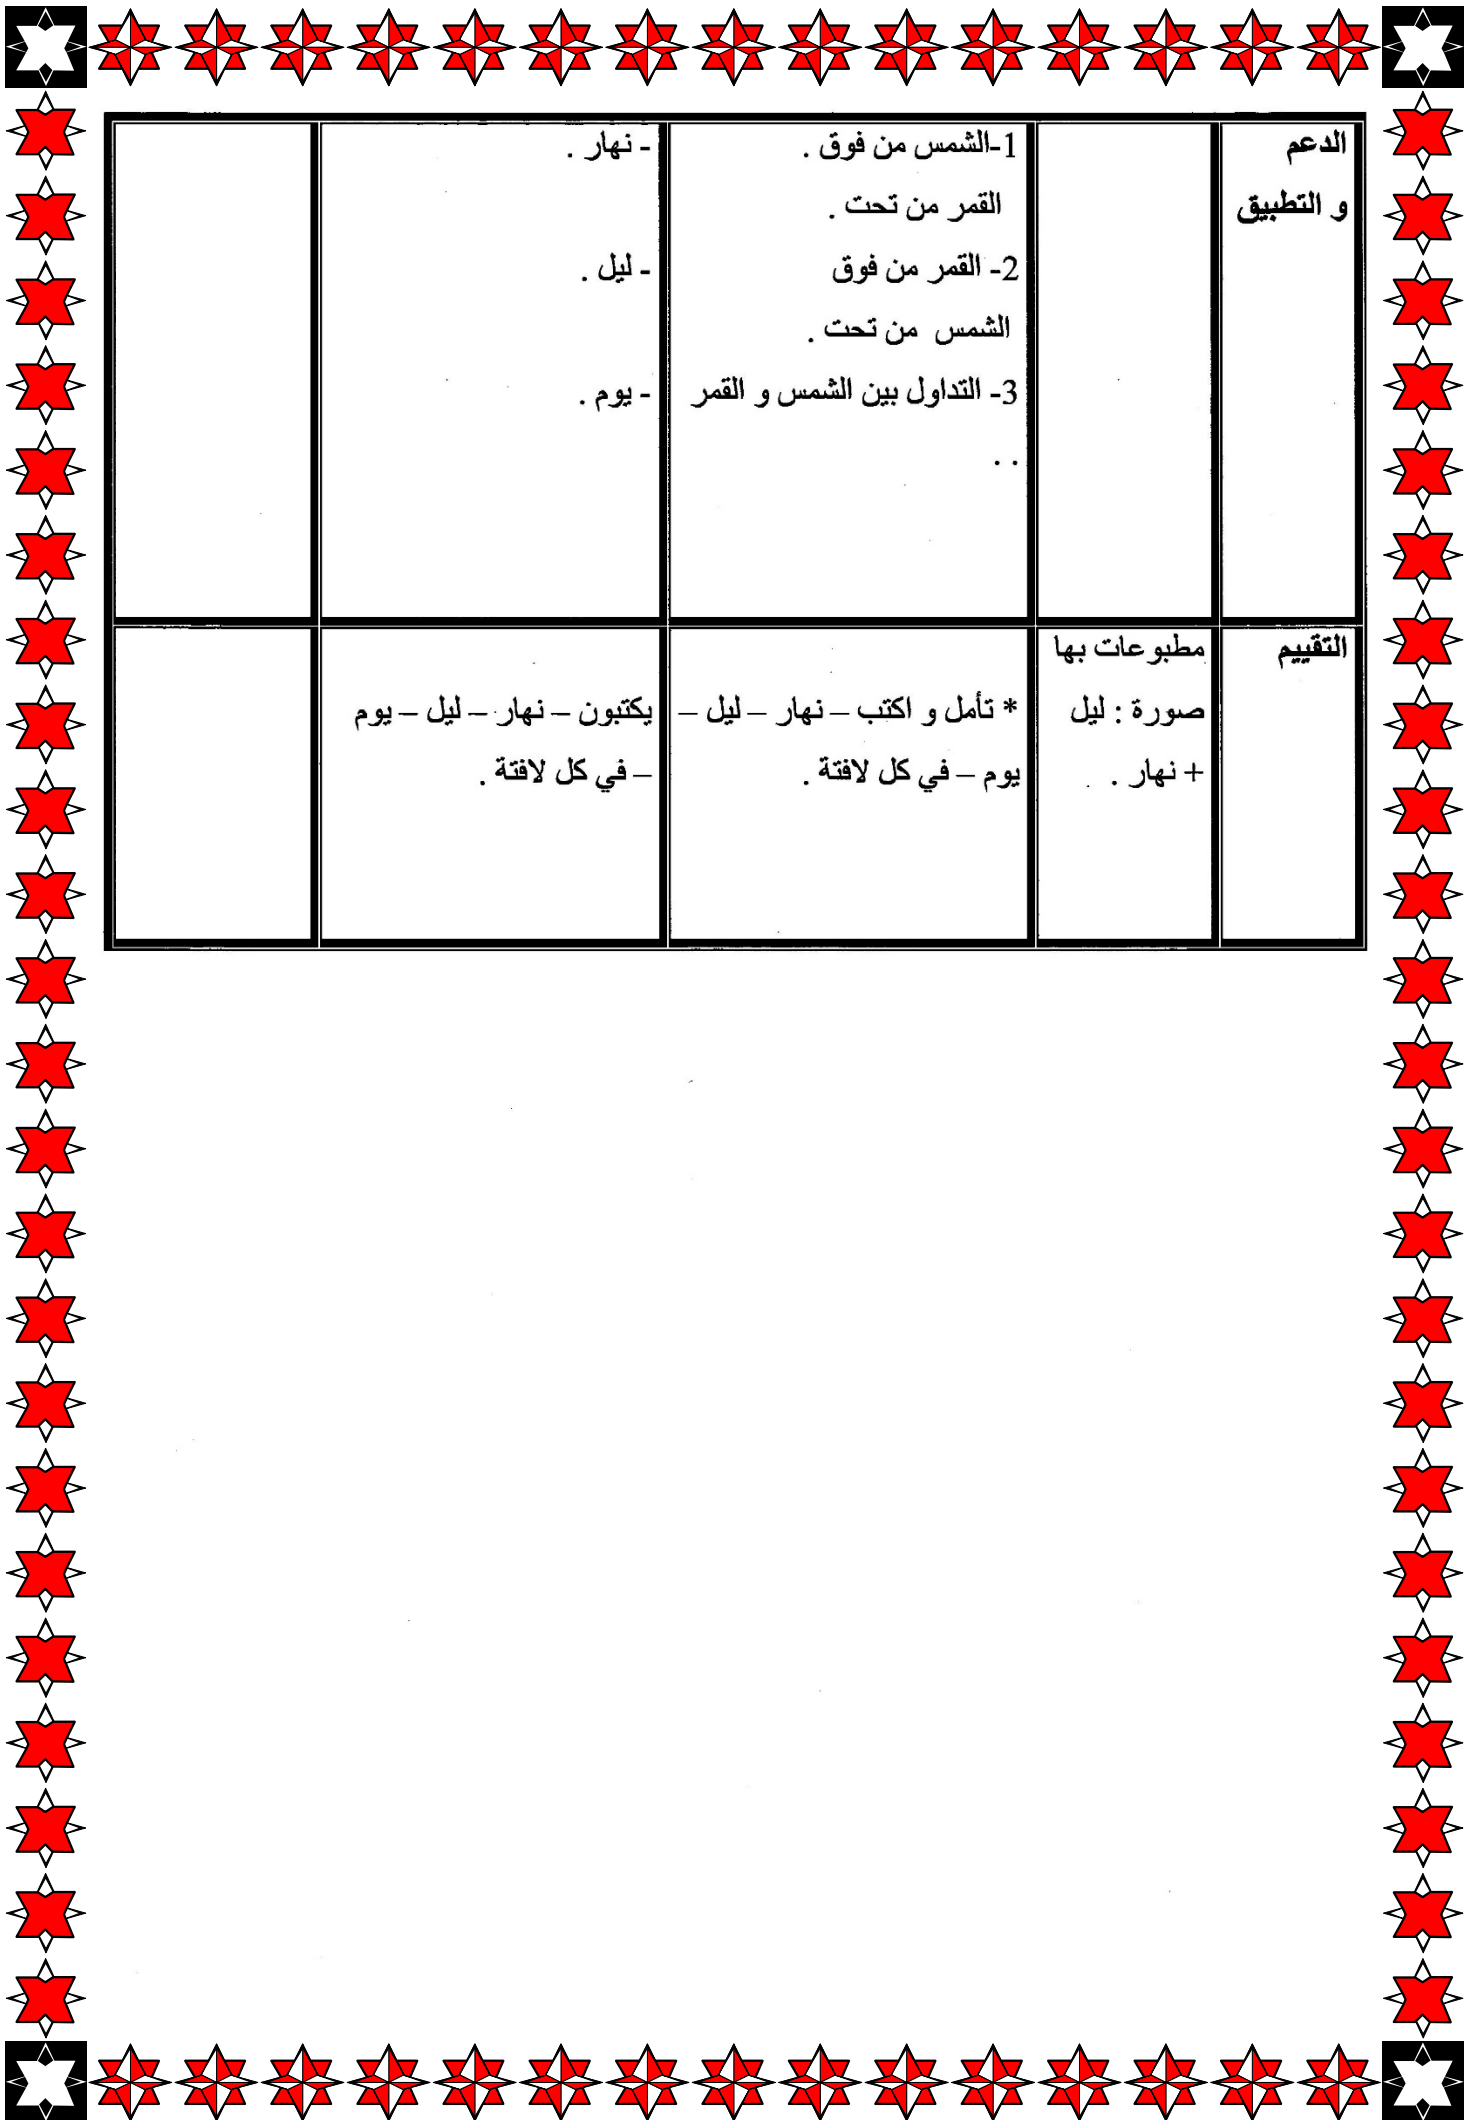 الدعم
و التطبيق
1-الشمس من فوق .
القمر من تحت .
2- القمر من فوق
الشمس من تحت .
3- التداول بين الشمس و القمر
. .
- نهار .
- ليل .
- يوم .
التقييم
مطبوعات بها
صورة : ليل
+ نهار .
* تأمل و اكتب – نهار – ليل –
يوم – في كل لافتة .
يكتبون – نهار – ليل – يوم
– في كل لافتة .